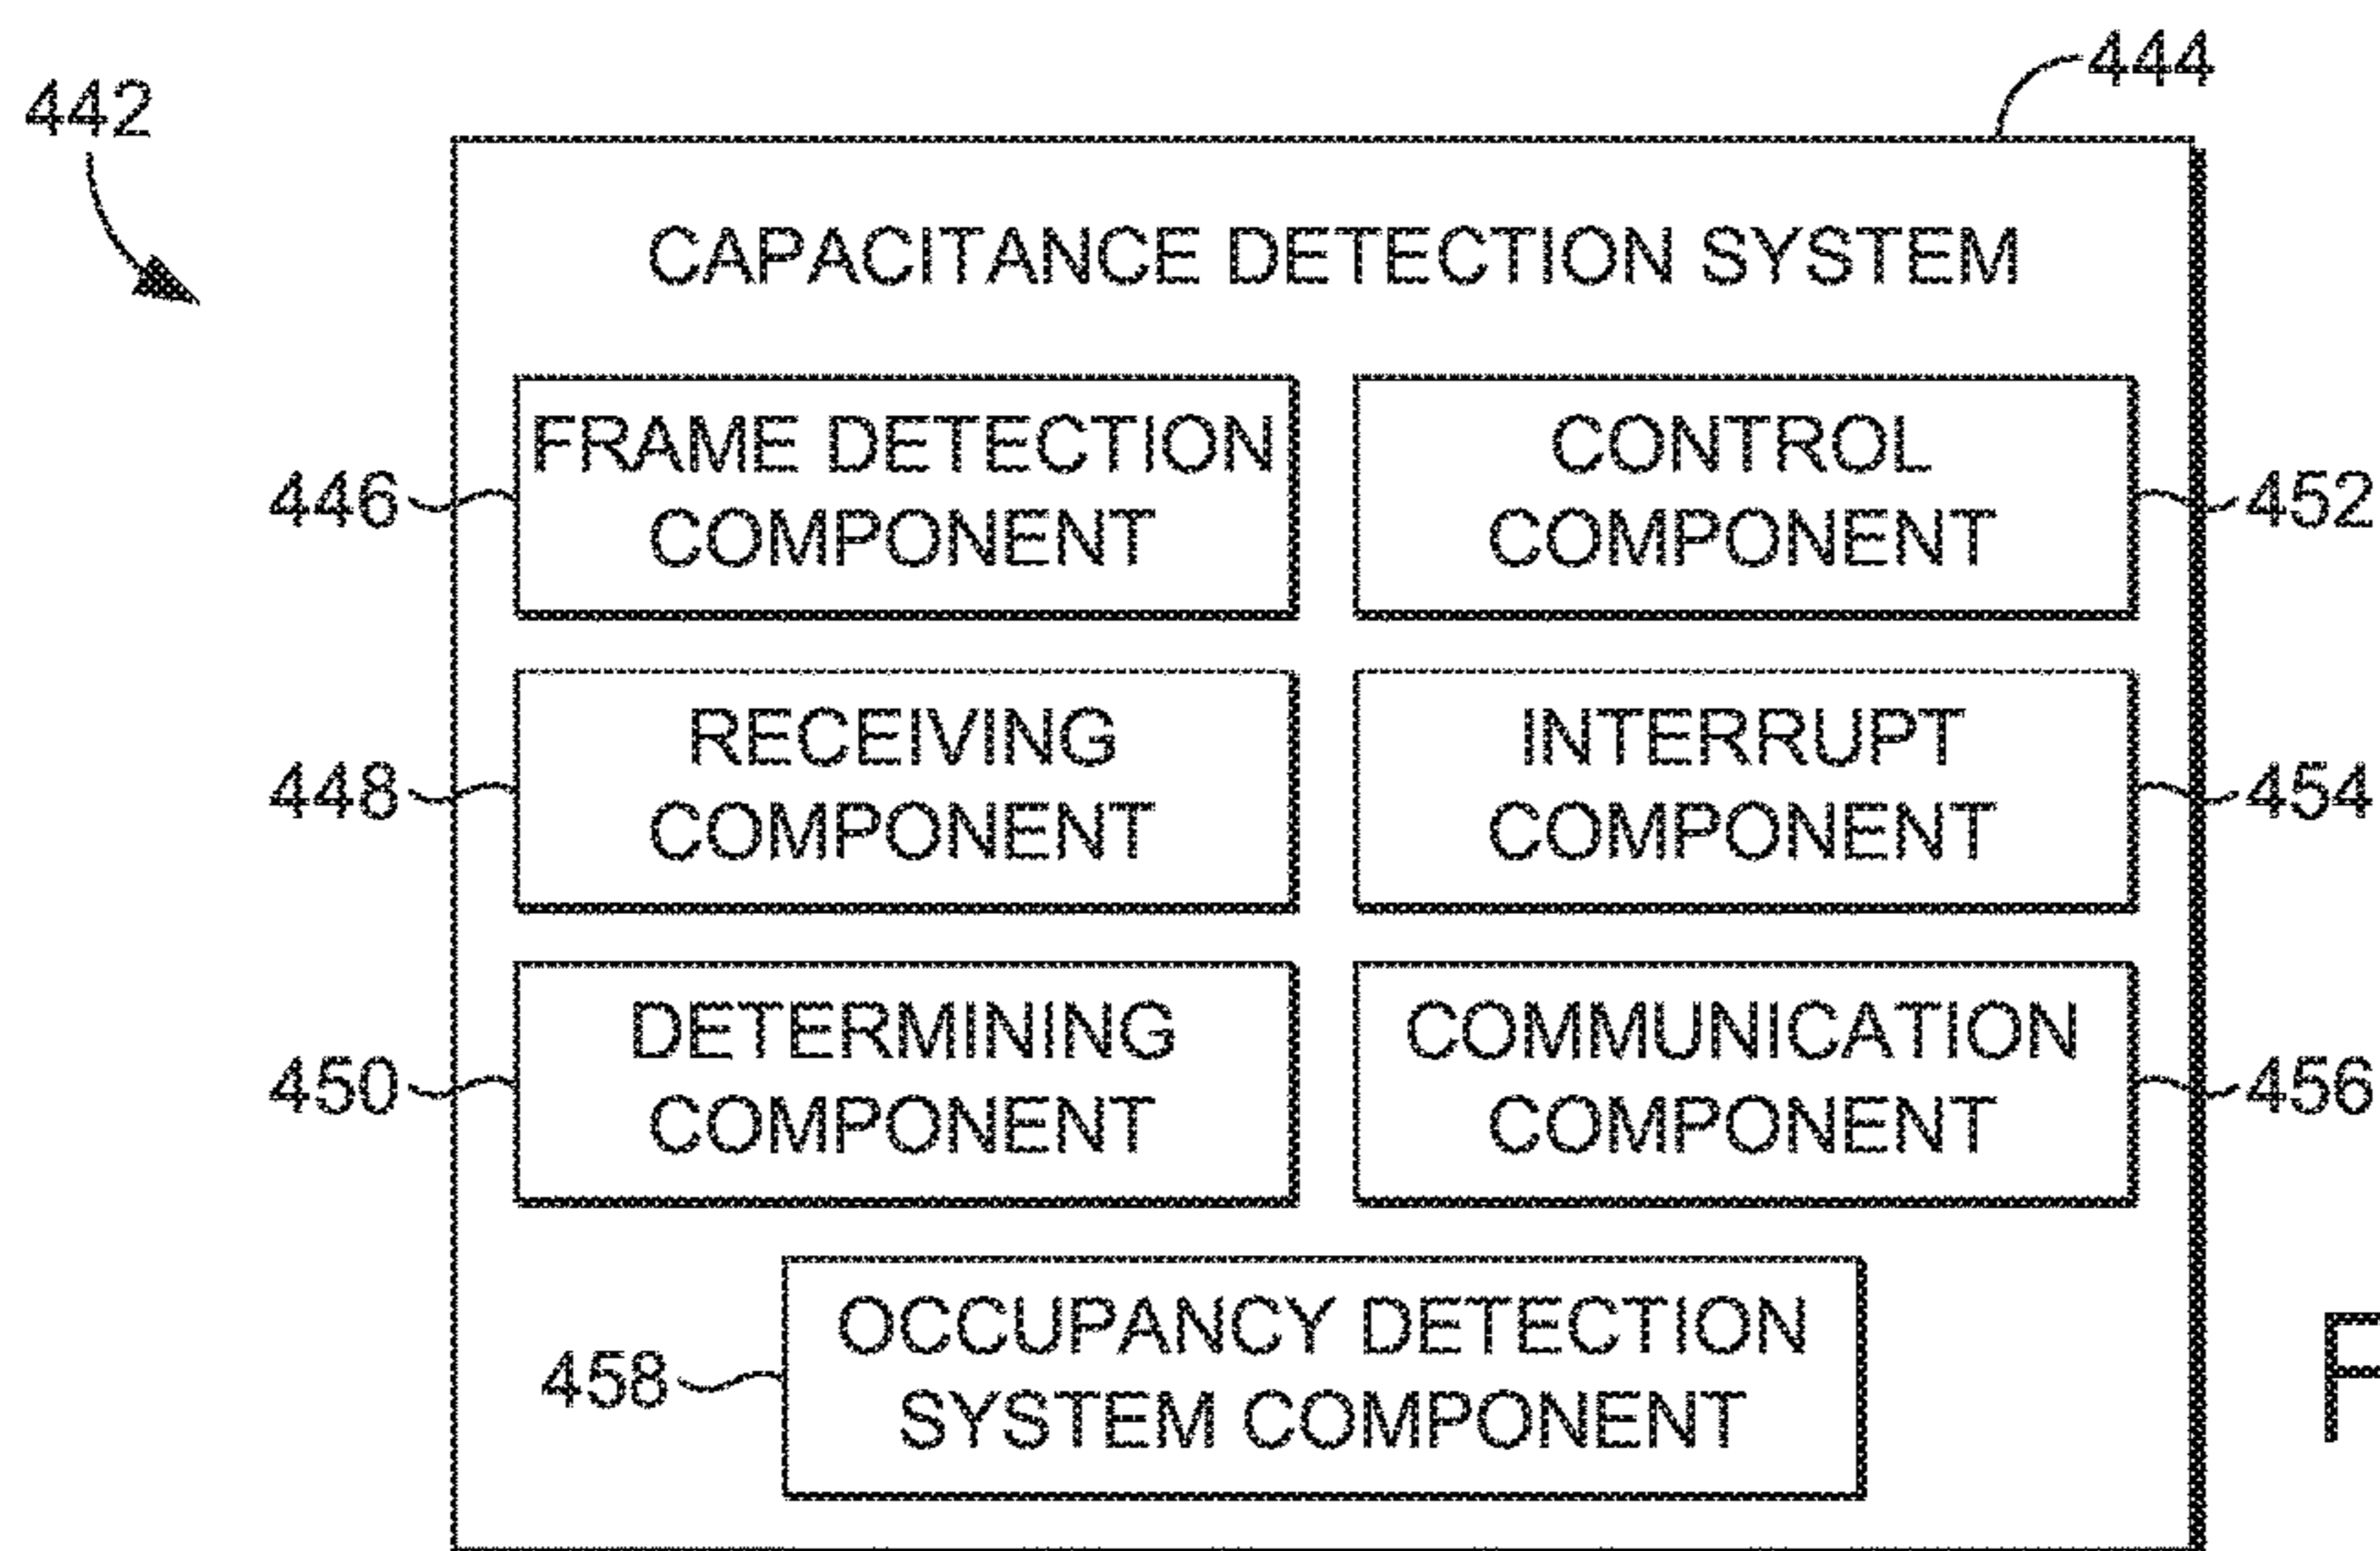 444
442
CAPACITANCE DETECTION SYSTEM
FRAME DETECTION
COMPONENT
446
CONTROL
COMPONENT
452
RECEIVING
COMPONENT
448
INTERRUPT
COMPONENT
454
DETERMINING
COMPONENT
450
COMMUNICATION
COMPONENT
456
OCCUPANCY DETECTION
SYSTEM COMPONENT
458
F